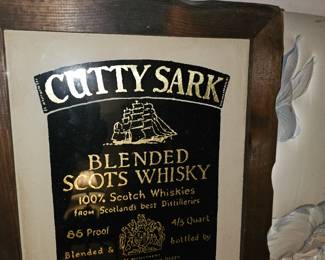 CUTTY SARK
BLENDED
SCOTS WHISKY
100% Scotch Whiskies
FROM Scotland's best Distilleries
86 Proof
4/5 Quart
Blended &
bottled by